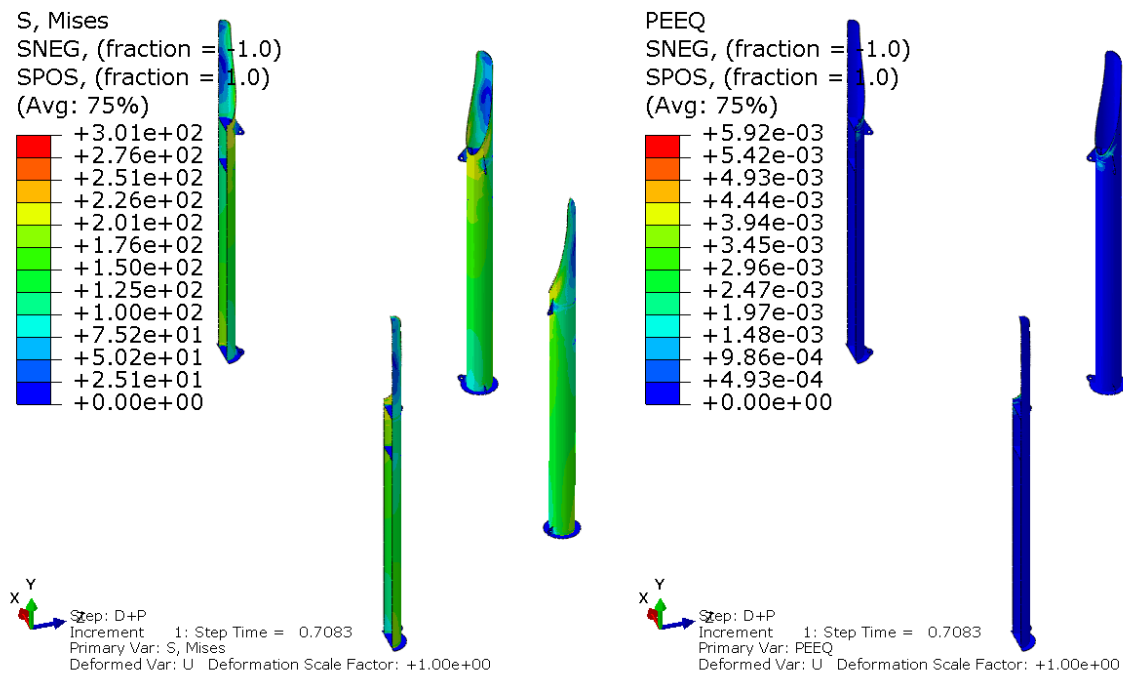 S, Mises
SNEG, (fraction = -1.0)
SPOS, (fraction = 1.0)
(Avg: 75%)
+3.01e+02
+2.76e+02
+2.51e+02
+2.26e+02
+2.01e+02
+1.76e+02
+1.50e+02
+1.25e+02
+1.00e+02
+7.52e+01
+5.02e+01
+2.51e+01
+0.00e+00
Y
X
Z
Step: D+P
Increment 1: Step Time = 0.7083
Primary Var: S, Mises
Deformed Var: U Deformation Scale Factor: +1.00e+00
PEEQ
SNEG, (fraction = -1.0)
SPOS, (fraction = 1.0)
(Avg: 75%)
+5.92e-03
+5.42e-03
+4.93e-03
+4.44e-03
+3.94e-03
+3.45e-03
+2.96e-03
+2.47e-03
+1.97e-03
+1.48e-03
+9.86e-04
+4.93e-04
+0.00e+00
Y
X
Z
Step: D+P
Increment 1: Step Time = 0.7083
Primary Var: PEEQ
Deformed Var: U Deformation Scale Factor: +1.00e+00